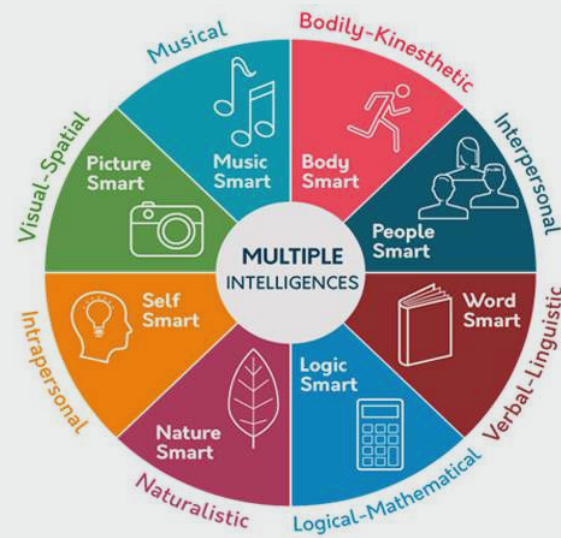 Musical
Music
Smart
Bodily-Kinesthetic
Body
Smart
Interpersonal
People
Smart
Verbal-Linguistic
Word
Smart
Logical-Mathematical
Logic
Smart
Naturalistic
Nature
Smart
Intrapersonal
Self
Smart
Visual-Spatial
Picture
Smart
MULTIPLE
INTELLIGENCES